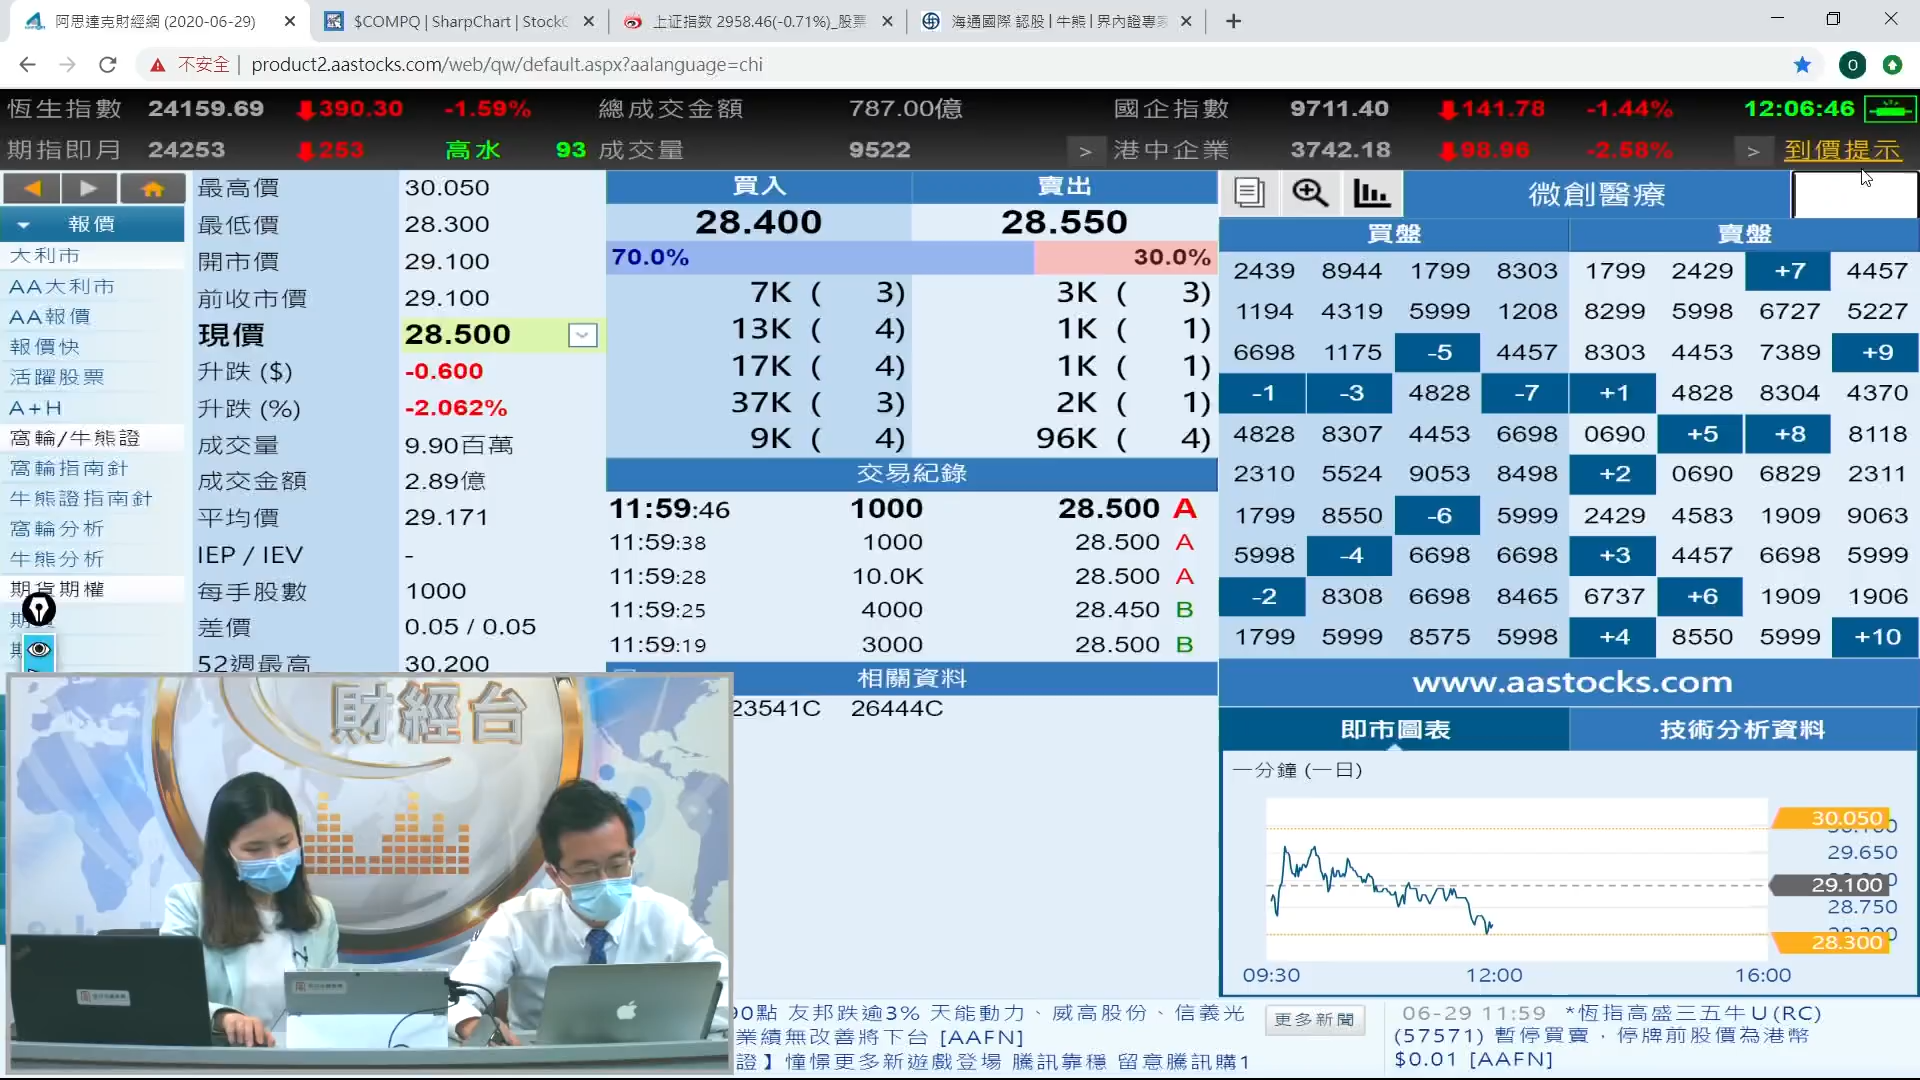 阿思達克財經網 (2020-06-29)
$COMPQ | SharpChart | Stock
上证指数 2958.46(-0.71%)_股票
海通國際 認股 | 牛熊 | 界內證專
不安全 | product2.aastocks.com/web/qw/default.aspx?aalanguage=chi
恆生指數 24159.69 390.30 -1.59% 總成交金額 787.00億 國企指數 9711.40 141.78 -1.44% 12:06:46
期指即月 24253 253 高水 93 成交量 9522 > 港中企業 3742.18 98.96 -2.58% > 到價提示
報價
大利市
AA大利市
AA報價
報價快
活躍股票
A+H
窩輪/牛熊證
窩輪指南針
牛熊證指南針
窩輪分析
牛熊分析
期貨期權
最高價 30.050
最低價 28.300
開市價 29.100
前收市價 29.100
現價 28.500
升跌 ($) -0.600
升跌 (%) -2.062%
成交量 9.90百萬
成交金額 2.89億
平均價 29.171
IEP / IEV -
每手股數 1000
差價 0.05 / 0.05
52週最高 30.200
買入 賣出
28.400 28.550
70.0% 30.0%
7K ( 3) 3K ( 3)
13K ( 4) 1K ( 1)
17K ( 4) 1K ( 1)
37K ( 3) 2K ( 1)
9K ( 4) 96K ( 4)
交易紀錄
11:59:46 1000 28.500 A
11:59:38 1000 28.500 A
11:59:28 10.0K 28.500 A
11:59:25 4000 28.450 B
11:59:19 3000 28.500 B
相關資料
23541C 26444C
微創醫療
買盤 賣盤
2439 8944 1799 8303 1799 2429 +7 4457
1194 4319 5999 1208 8299 5998 6727 5227
6698 1175 -5 4457 8303 4453 7389 +9
-1 -3 4828 -7 +1 4828 8304 4370
4828 8307 4453 6698 0690 +5 +8 8118
2310 5524 9053 8498 +2 0690 6829 2311
1799 8550 -6 5999 2429 4583 1909 9063
5998 -4 6698 6698 +3 4457 6698 5999
-2 8308 6698 8465 6737 +6 1909 1906
1799 5999 8575 5998 +4 8550 5999 +10
www.aastocks.com
即市圖表 技術分析資料
一分鐘 (一日)
30.050
29.650
29.100
28.750
28.300
09:30 12:00 16:00
財經台
90點 友邦跌逾3% 天能動力、威高股份、信義光
業績無改善將下台 [AAFN]
證】憧憬更多新遊戲登場 騰訊靠穩 留意騰訊購1
更多新聞
06-29 11:59 *恆指高盛三五牛U(RC)
(57571) 暫停買賣，停牌前股價為港幣
$0.01 [AAFN]